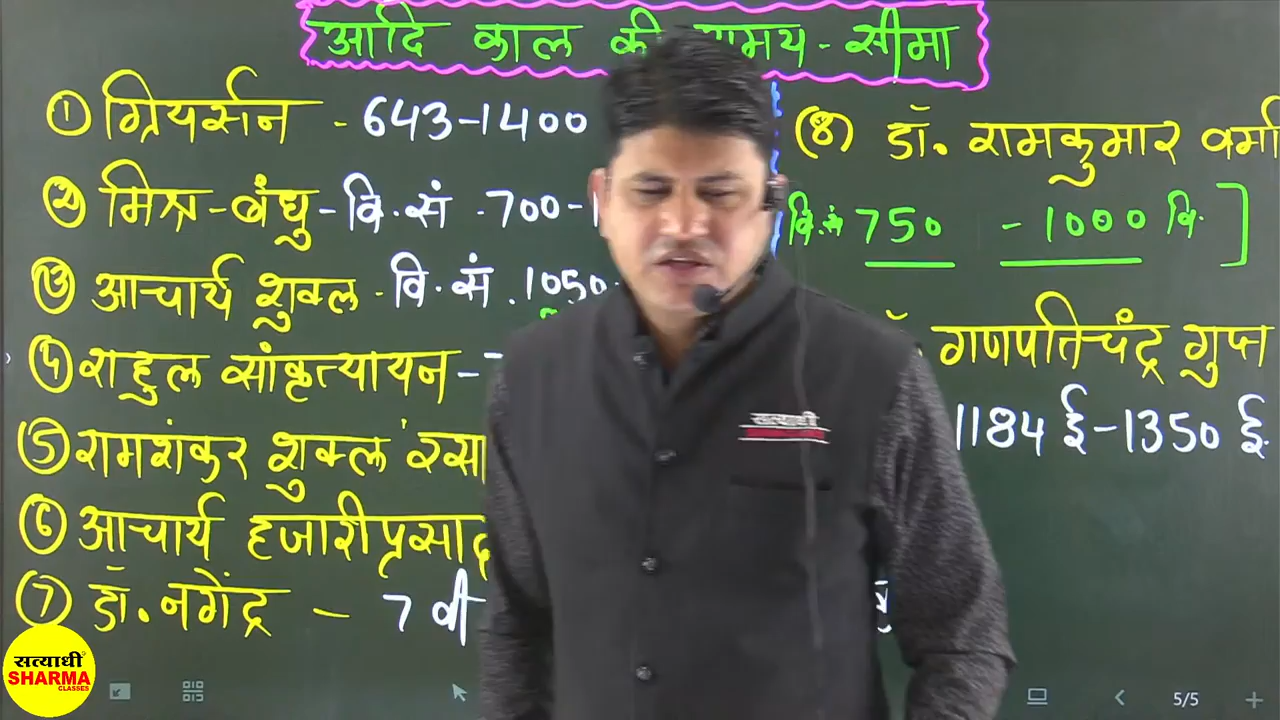 आदि काल की समय - सीमा
① ग्रियर्सन - 643-1400
② मिश्र-बंधु - वि.सं .700-1
③ आचार्य शुक्ल - वि.सं .1050
④ राहुल सांकृत्यायन -
⑤ रामशंकर शुक्ल 'रसा
⑥ आचार्य हजारीप्रसाद
⑦ डॉ. नगेंद्र - 7 वी
(8) डॉ. रामकुमार वर्मा
वि.सं 750 - 1000 वि. ]
गणपतिचंद्र गुप्त
1184 ई-1350 ई.
सत्यार्थी
सत्यार्थी
SHARMA
CLASSES
5/5